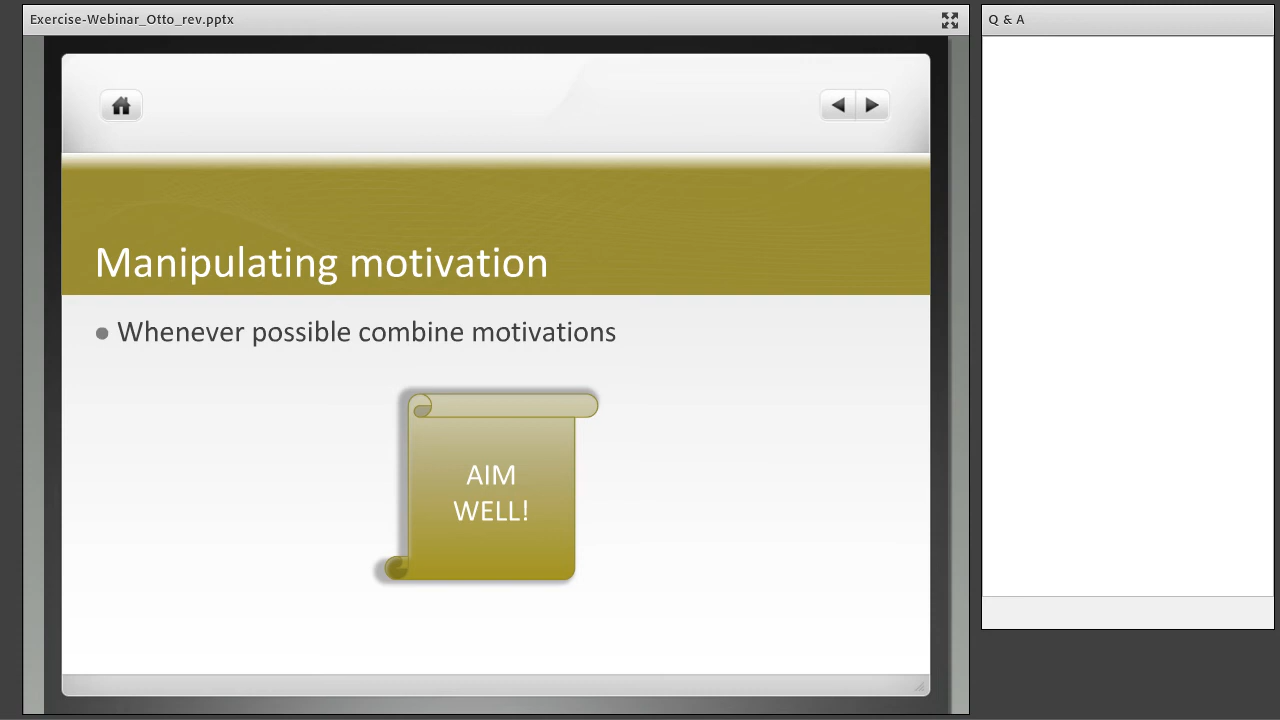 Exercise-Webinar_Otto_rev.pptx
Q & A
Manipulating motivation
Whenever possible combine motivations
AIM
WELL!